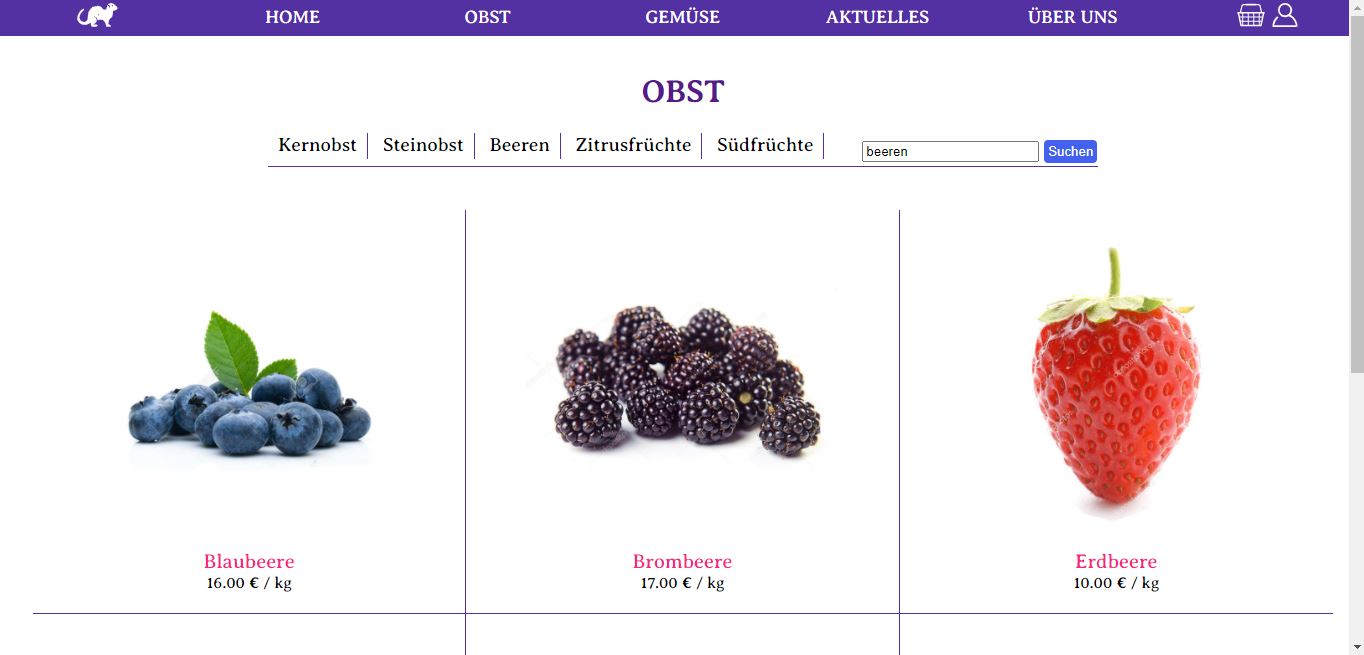 HOME OBST GEMÜSE AKTUELLES ÜBER UNS
OBST
Kernobst Steinobst Beeren Zitrusfrüchte Südfrüchte beeren Suchen
Blaubeere Brombeere Erdbeere
16.00 € / kg 17.00 € / kg 10.00 € / kg